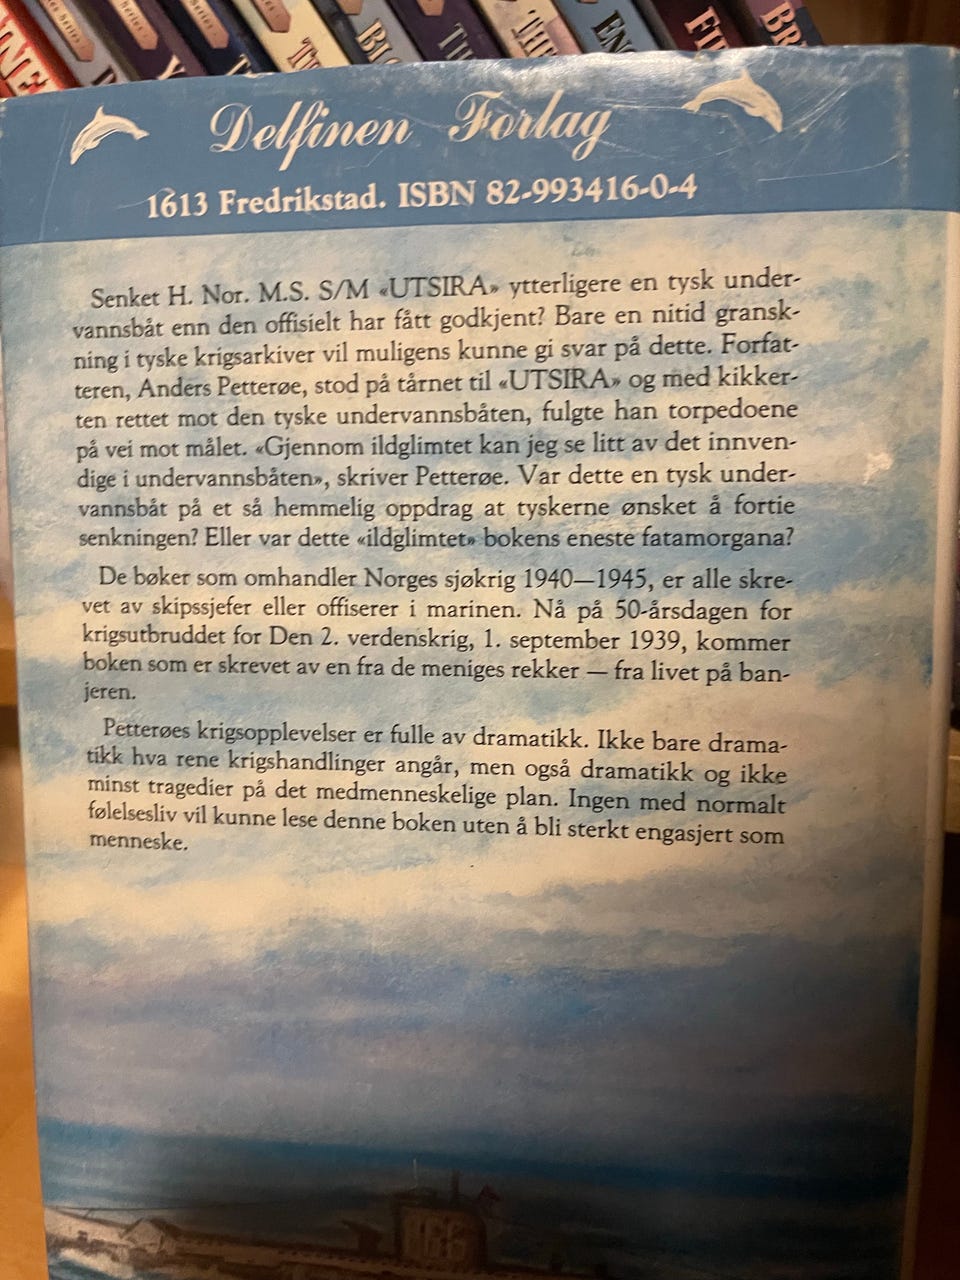 Delfinen Forlag
1613 Fredrikstad. ISBN 82-993416-0-4
Senket H. Nor. M.S. S/M «UTSIRA» ytterligere en tysk under-
vannsbåt enn den offisielt har fått godkjent? Bare en nitid gransk-
ning i tyske krigsarkiver vil muligens kunne gi svar på dette. Forfat-
teren, Anders Petterøe, stod på tårnet til «UTSIRA» og med kikker-
ten rettet mot den tyske undervannsbåten, fulgte han torpedoene
på vei mot målet. «Gjennom ildglimtet kan jeg se litt av det innven-
dige i undervannsbåten», skriver Petterøe. Var dette en tysk under-
vannsbåt på et så hemmelig oppdrag at tyskerne ønsket å fortie
senkningen? Eller var dette «ildglimtet» bokens eneste fatamorgana?
De bøker som omhandler Norges sjøkrig 1940—1945, er alle skre-
vet av skipssjefer eller offiserer i marinen. Nå på 50-årsdagen for
krigsutbruddet for Den 2. verdenskrig, 1. september 1939, kommer
boken som er skrevet av en fra de meniges rekker — fra livet på ban-
jeren.
Petterøes krigsopplevelser er fulle av dramatikk. Ikke bare drama-
tikk hva rene krigshandlinger angår, men også dramatikk og ikke
minst tragedier på det medmenneskelige plan. Ingen med normalt
følelsesliv vil kunne lese denne boken uten å bli sterkt engasjert som
menneske.